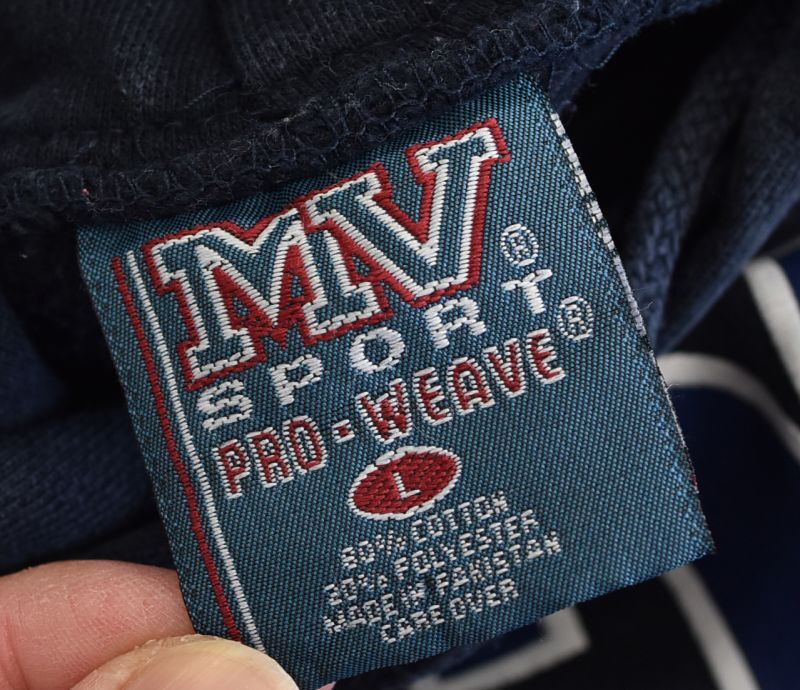 MV®
SPORT
PRO-WEAVE®
L
80% COTTON
20% POLYESTER
MADE IN PAKISTAN
CARE OVER